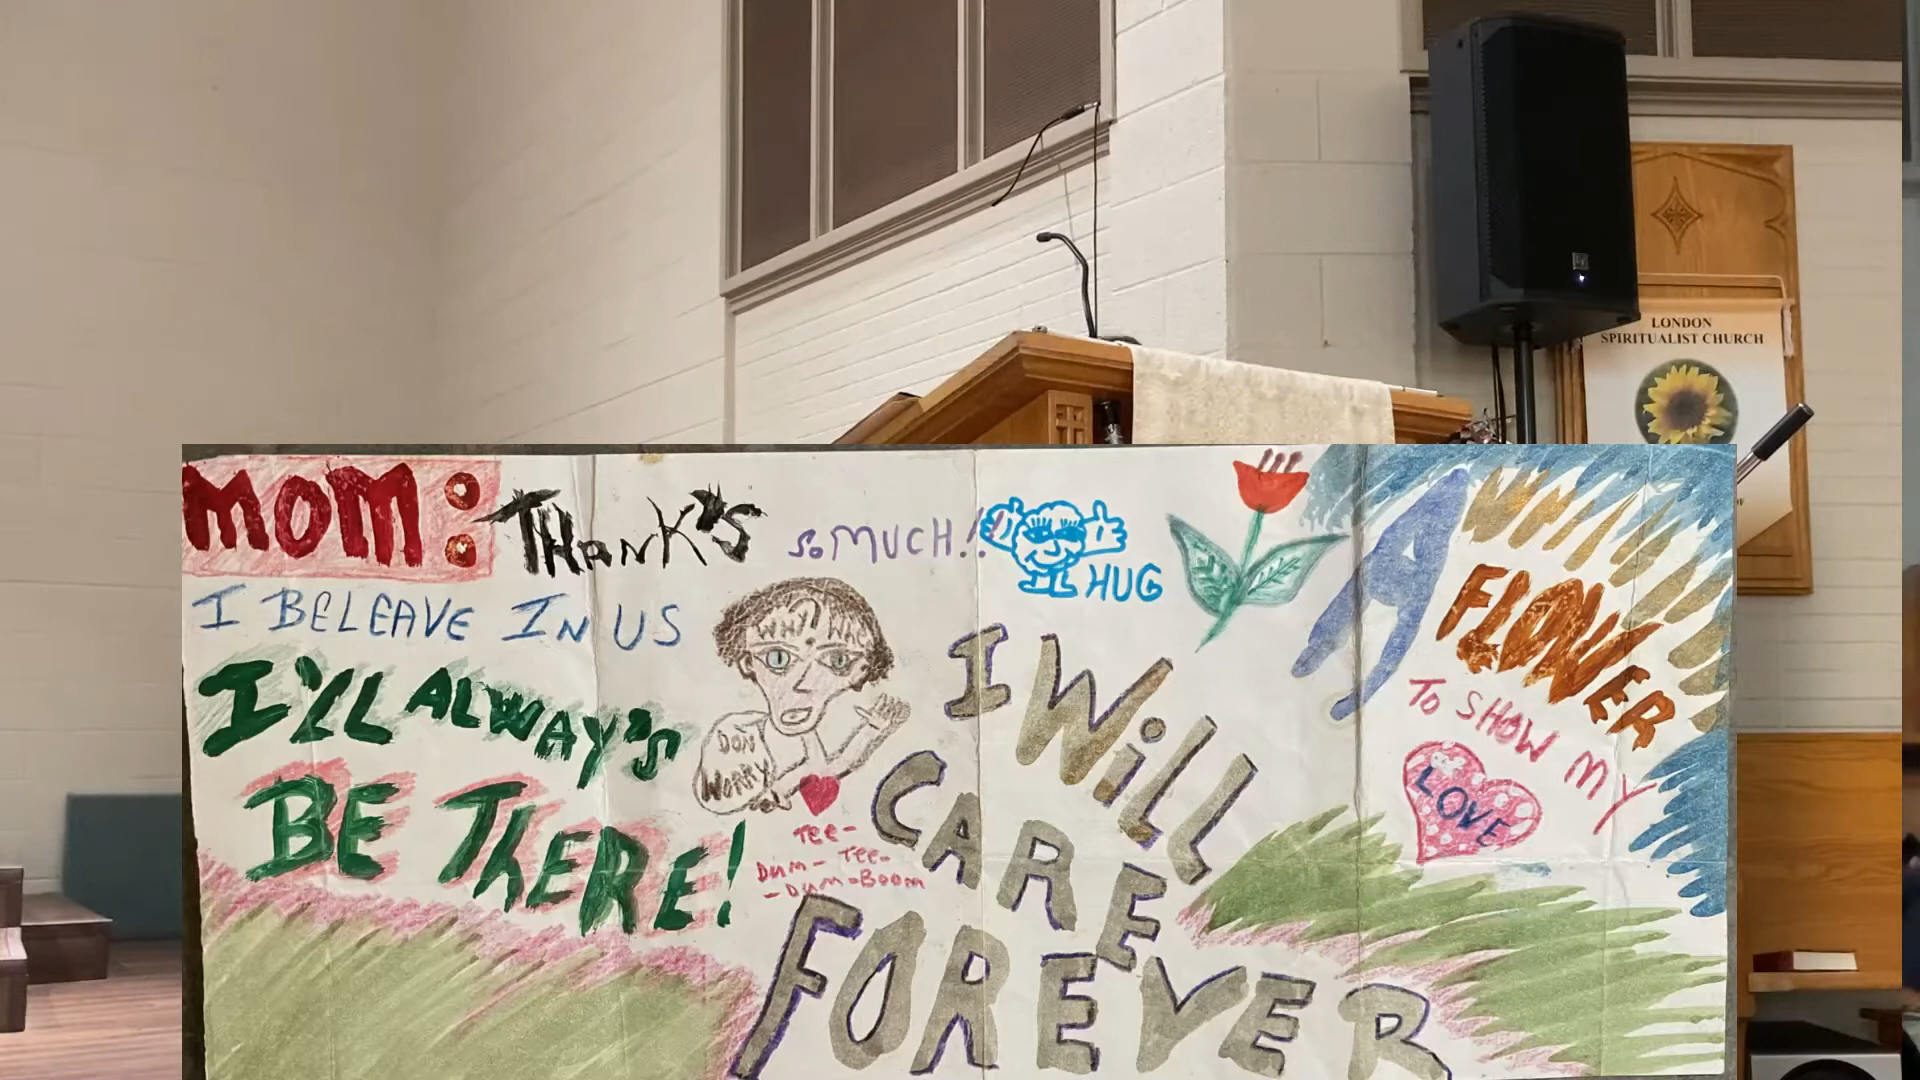 LONDON
SPIRITUALIST CHURCH
MOM:
THANK'S
SO MUCH!!
HUG
I BELEAVE IN US
I'LL ALWAY'S
BE THERE!
WHY?
DON
WORRY
TEE-
DUM- TEE-
-DUM-BOOM
I WILL
CARE
FOREVER
A
FLOWER
TO SHOW MY
LOVE